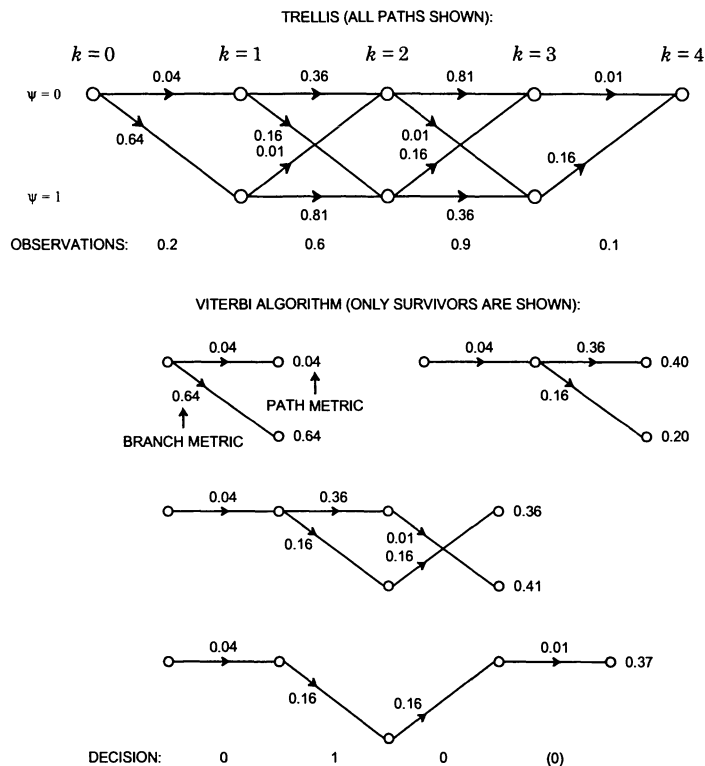 TRELLIS (ALL PATHS SHOWN):
k = 0 k = 1 k = 2 k = 3 k = 4
0.04 0.36 0.81 0.01
ψ = 0
0.64 0.16 0.01 0.16
0.01 0.16
ψ = 1
0.81 0.36
OBSERVATIONS: 0.2 0.6 0.9 0.1
VITERBI ALGORITHM (ONLY SURVIVORS ARE SHOWN):
0.04 0.04 0.36
0.04 0.40
0.64 0.16
PATH METRIC
BRANCH METRIC 0.64 0.20
0.04 0.36
0.36
0.16 0.01
0.16
0.41
0.04 0.01
0.37
0.16 0.16
DECISION: 0 1 0 (0)